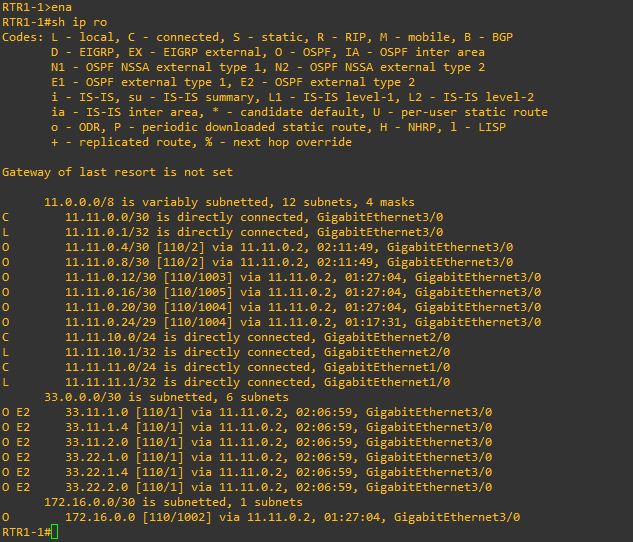 RTR1-1>ena
RTR1-1#sh ip ro
Codes: L - local, C - connected, S - static, R - RIP, M - mobile, B - BGP
D - EIGRP, EX - EIGRP external, O - OSPF, IA - OSPF inter area
N1 - OSPF NSSA external type 1, N2 - OSPF NSSA external type 2
E1 - OSPF external type 1, E2 - OSPF external type 2
i - IS-IS, su - IS-IS summary, L1 - IS-IS level-1, L2 - IS-IS level-2
ia - IS-IS inter area, * - candidate default, U - per-user static route
o - ODR, P - periodic downloaded static route, H - NHRP, l - LISP
+ - replicated route, % - next hop override
Gateway of last resort is not set
11.0.0.0/8 is variably subnetted, 12 subnets, 4 masks
C 11.11.0.0/30 is directly connected, GigabitEthernet3/0
L 11.11.0.1/32 is directly connected, GigabitEthernet3/0
O 11.11.0.4/30 [110/2] via 11.11.0.2, 02:11:49, GigabitEthernet3/0
O 11.11.0.8/30 [110/2] via 11.11.0.2, 02:11:49, GigabitEthernet3/0
O 11.11.0.12/30 [110/1003] via 11.11.0.2, 01:27:04, GigabitEthernet3/0
O 11.11.0.16/30 [110/1005] via 11.11.0.2, 01:27:04, GigabitEthernet3/0
O 11.11.0.20/30 [110/1004] via 11.11.0.2, 01:27:04, GigabitEthernet3/0
O 11.11.0.24/29 [110/1004] via 11.11.0.2, 01:17:31, GigabitEthernet3/0
C 11.11.10.0/24 is directly connected, GigabitEthernet2/0
L 11.11.10.1/32 is directly connected, GigabitEthernet2/0
C 11.11.11.0/24 is directly connected, GigabitEthernet1/0
L 11.11.11.1/32 is directly connected, GigabitEthernet1/0
33.0.0.0/30 is subnetted, 6 subnets
O E2 33.11.1.0 [110/1] via 11.11.0.2, 02:06:59, GigabitEthernet3/0
O E2 33.11.1.4 [110/1] via 11.11.0.2, 02:06:59, GigabitEthernet3/0
O E2 33.11.2.0 [110/1] via 11.11.0.2, 02:06:59, GigabitEthernet3/0
O E2 33.22.1.0 [110/1] via 11.11.0.2, 02:06:59, GigabitEthernet3/0
O E2 33.22.1.4 [110/1] via 11.11.0.2, 02:06:59, GigabitEthernet3/0
O E2 33.22.2.0 [110/1] via 11.11.0.2, 02:06:59, GigabitEthernet3/0
172.16.0.0/30 is subnetted, 1 subnets
O 172.16.0.0 [110/1002] via 11.11.0.2, 01:27:04, GigabitEthernet3/0
RTR1-1#